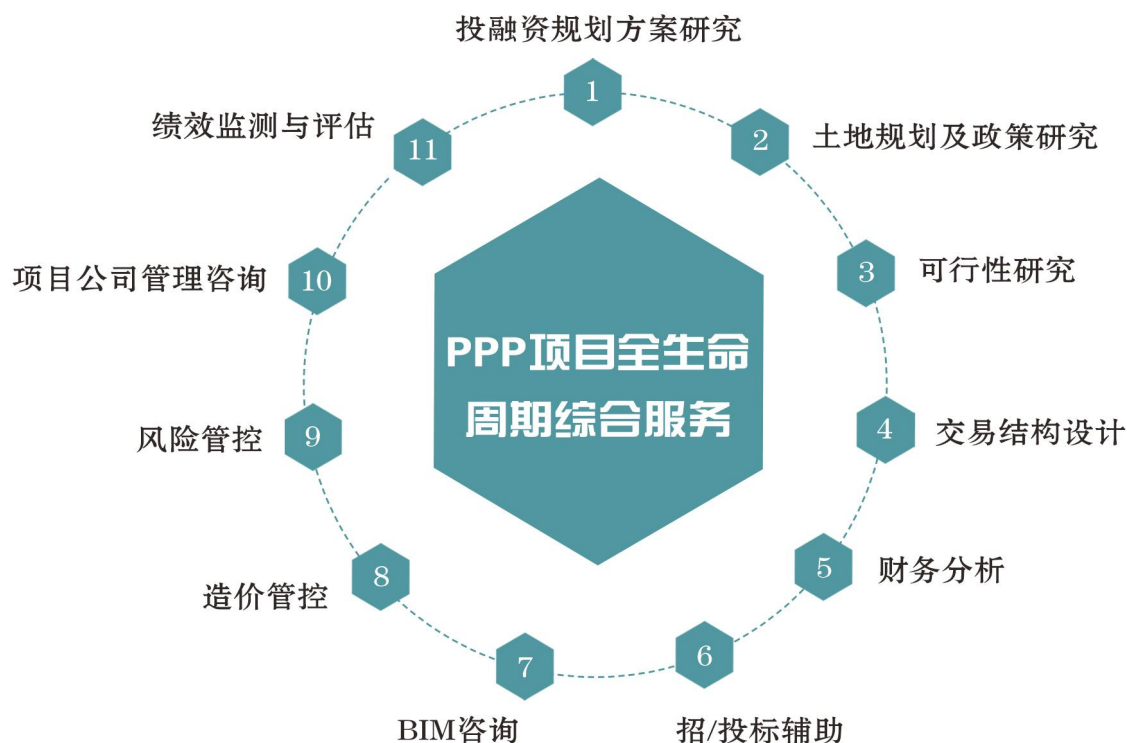 投融资规划方案研究
1
2
土地规划及政策研究
3
可行性研究
4
交易结构设计
5
财务分析
6
招/投标辅助
7
BIM咨询
8
造价管控
9
风险管控
10
项目公司管理咨询
11
绩效监测与评估
PPP项目全生命
周期综合服务